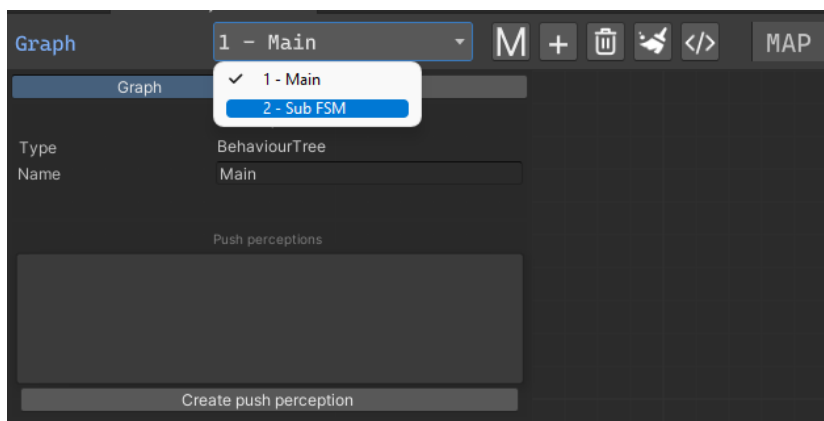 Graph 1 - Main M + </> MAP
✓ 1 - Main
2 - Sub FSM
Graph
Type BehaviourTree
Name Main
Push perceptions
Create push perception